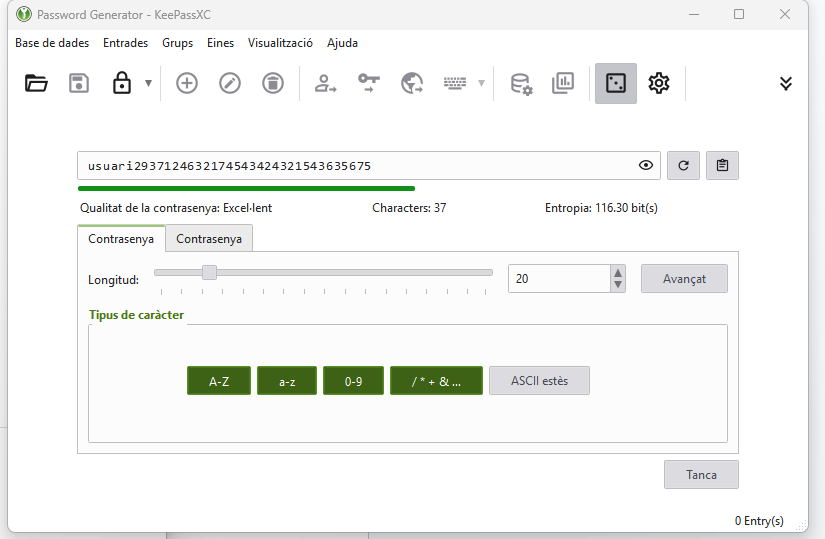 Password Generator - KeePassXC
Base de dades Entrades Grups Eines Visualització Ajuda
usuari2937124632174543424321543635675
Qualitat de la contrasenya: Excel·lent Characters: 37 Entropia: 116.30 bit(s)
Contrasenya Contrasenya
Longitud: 20 Avançat
Tipus de caràcter
A-Z a-z 0-9 / * + & ... ASCII estès
Tanca
0 Entry(s)